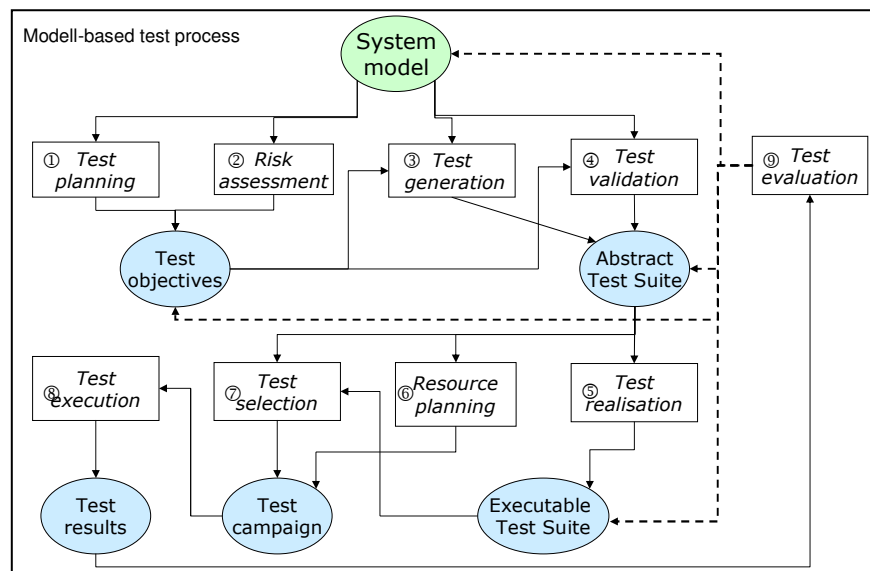 Modell-based test process
System
model
① Test
planning
② Risk
assessment
③ Test
generation
④ Test
validation
⑨ Test
evaluation
Test
objectives
Abstract
Test Suite
⑧ Test
execution
⑦ Test
selection
⑥ Resource
planning
⑤ Test
realisation
Test
results
Test
campaign
Executable
Test Suite